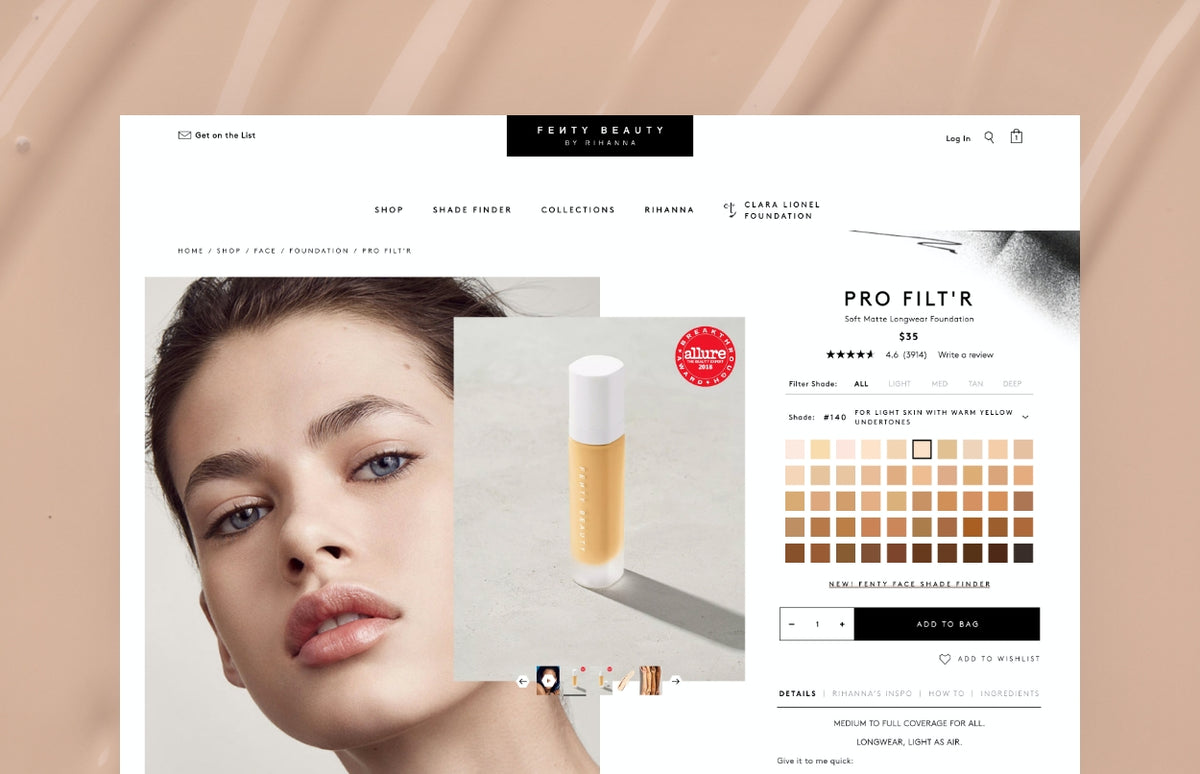 Get on the List
FENTY BEAUTY
BY RIHANNA
Log In
1
SHOP
SHADE FINDER
COLLECTIONS
RIHANNA
CLARA LIONEL
FOUNDATION
HOME / SHOP / FACE / FOUNDATION / PRO FILT'R
BREAKTHROUGH
allure
THE BEAUTY EXPERT
2018
AWARD
FENTY BEAUTY
PRO FILT'R
Soft Matte Longwear Foundation
$35
4.6 (3914) Write a review
Filter Shade: ALL LIGHT MED TAN DEEP
Shade: #140 FOR LIGHT SKIN WITH WARM YELLOW
UNDERTONES
NEW! FENTY FACE SHADE FINDER
− 1 + ADD TO BAG
ADD TO WISHLIST
DETAILS | RIHANNA'S INSPO | HOW TO | INGREDIENTS
MEDIUM TO FULL COVERAGE FOR ALL.
LONGWEAR, LIGHT AS AIR.
Give it to me quick: